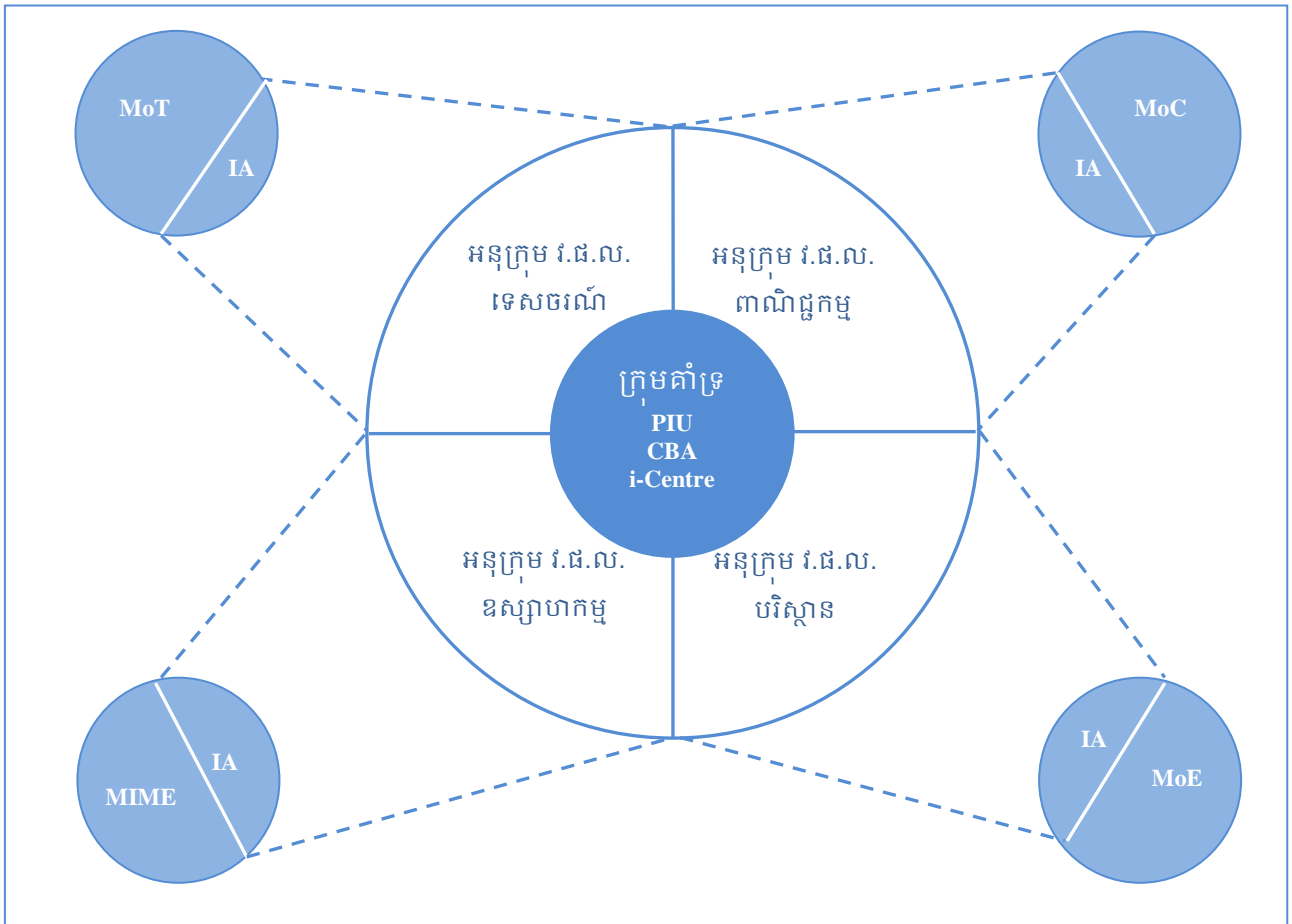 MoT
IA
MoC
IA
អនុក្រុម វ.ផ.ល.
ទេសចរណ៍
អនុក្រុម វ.ផ.ល.
ពាណិជ្ជកម្ម
ក្រុមគាំទ្រ
PIU
CBA
i-Centre
អនុក្រុម វ.ផ.ល.
ឧស្សាហកម្ម
អនុក្រុម វ.ផ.ល.
បរិស្ថាន
IA
MIME
IA
MoE